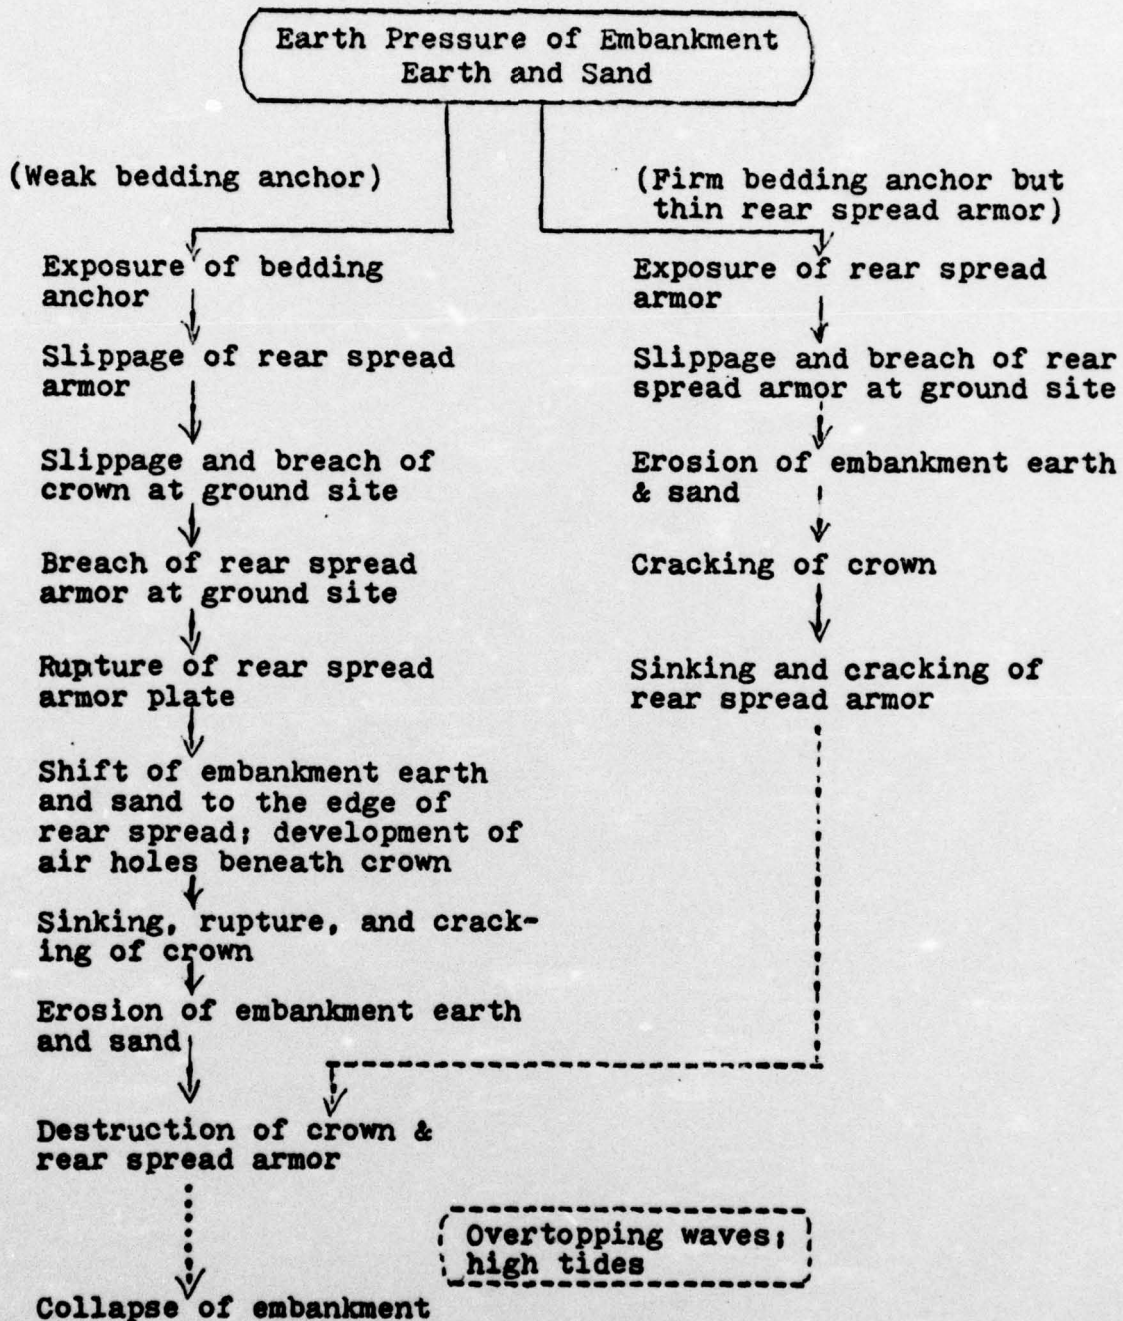 Earth Pressure of Embankment
Earth and Sand
(Weak bedding anchor)
(Firm bedding anchor but
thin rear spread armor)
Exposure of bedding
anchor
Slippage of rear spread
armor
Slippage and breach of
crown at ground site
Breach of rear spread
armor at ground site
Rupture of rear spread
armor plate
Shift of embankment earth
and sand to the edge of
rear spread; development of
air holes beneath crown
Sinking, rupture, and crack-
ing of crown
Erosion of embankment earth
and sand
Exposure of rear spread
armor
Slippage and breach of rear
spread armor at ground site
Erosion of embankment earth
& sand
Cracking of crown
Sinking and cracking of
rear spread armor
Destruction of crown &
rear spread armor
Overtopping waves;
high tides
Collapse of embankment